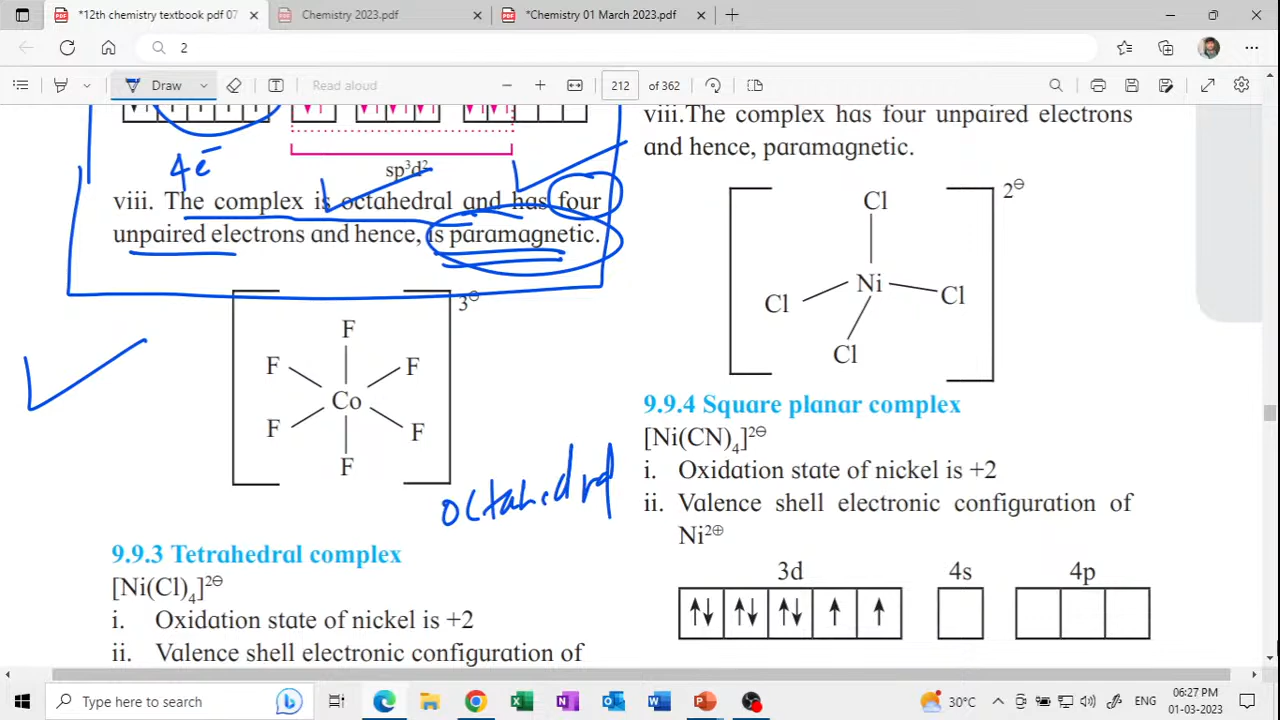 *12th chemistry textbook pdf 07
Chemistry 2023.pdf
*Chemistry 01 March 2023.pdf
2
Draw
Read aloud
212 of 362
4e̅
sp³d²
viii. The complex is octahedral and has four
unpaired electrons and hence, is paramagnetic.
3⊖
F
F F
Co
F F
F
octahedral
9.9.3 Tetrahedral complex
[Ni(Cl)₄]²⊖
i. Oxidation state of nickel is +2
ii. Valence shell electronic configuration of
viii.The complex has four unpaired electrons
and hence, paramagnetic.
2⊖
Cl
Ni
Cl Cl
Cl
9.9.4 Square planar complex
[Ni(CN)₄]²⊖
i. Oxidation state of nickel is +2
ii. Valence shell electronic configuration of
Ni²⊕
3d 4s 4p
Type here to search
30°C
ENG
06:27 PM
01-03-2023